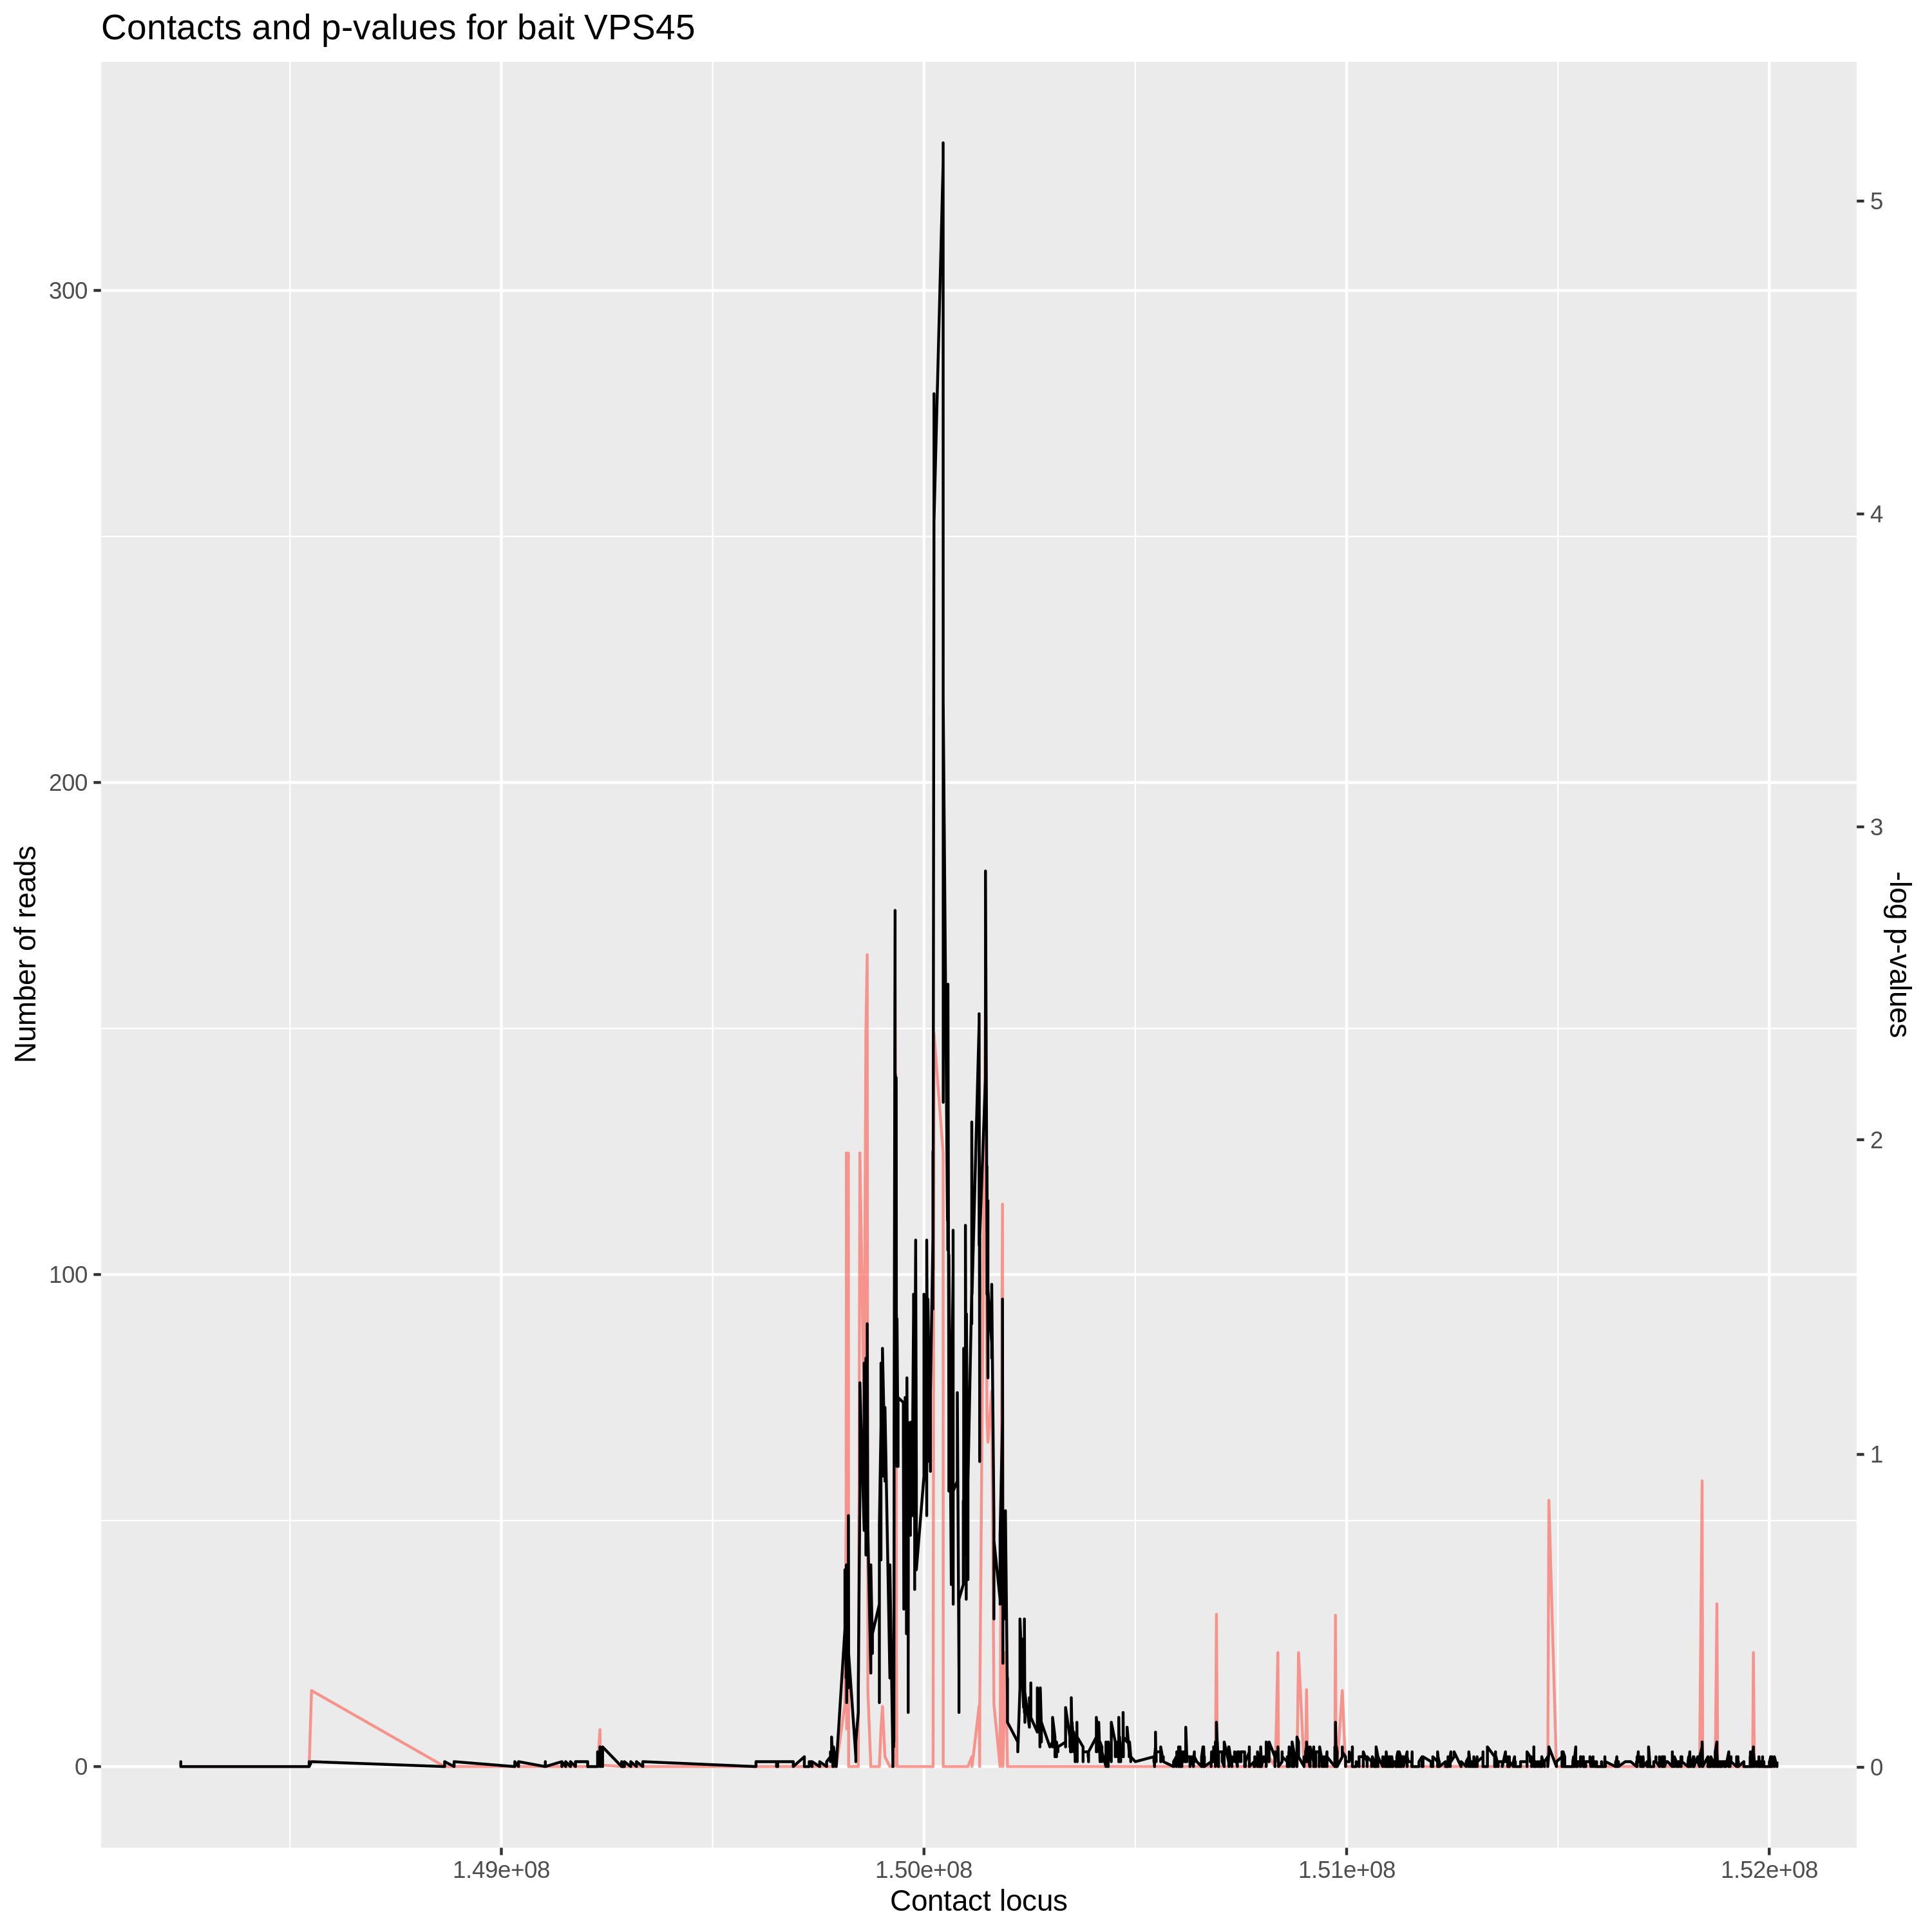 Contacts and p-values for bait VPS45
300
200
100
0
Number of reads
5
4
3
2
1
0
-log p-values
1.49e+08
1.50e+08
1.51e+08
1.52e+08
Contact locus